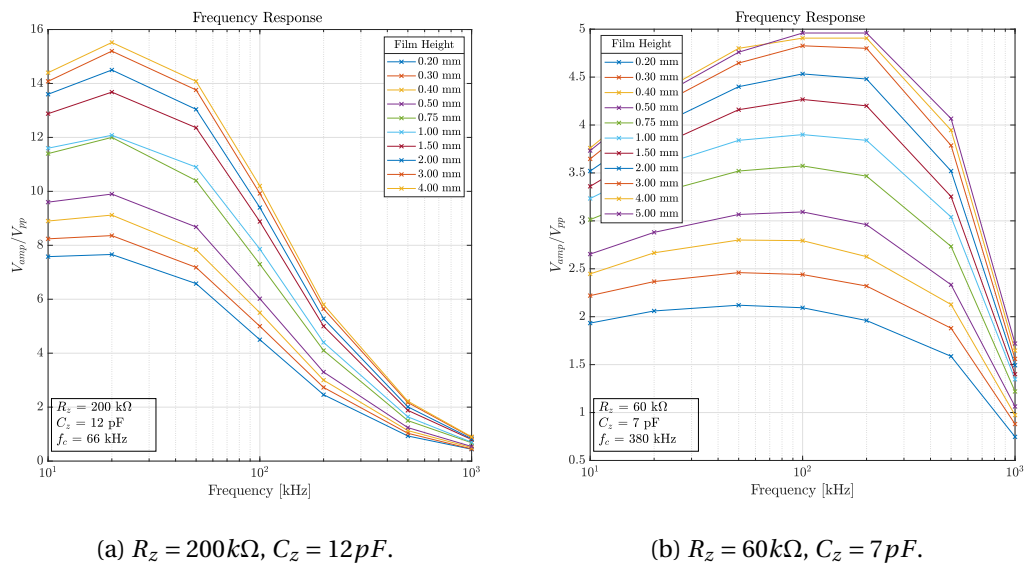 Frequency Response
16
14
12
10
8
6
4
2
0
V_amp/V_pp
Film Height
0.20 mm
0.30 mm
0.40 mm
0.50 mm
0.75 mm
1.00 mm
1.50 mm
2.00 mm
3.00 mm
4.00 mm
R_z = 200 kΩ
C_z = 12 pF
f_c = 66 kHz
10^1 10^2 10^3
Frequency [kHz]
(a) R_z = 200kΩ, C_z = 12pF.
Frequency Response
5
4.5
4
3.5
3
2.5
2
1.5
1
0.5
V_amp/V_pp
Film Height
0.20 mm
0.30 mm
0.40 mm
0.50 mm
0.75 mm
1.00 mm
1.50 mm
2.00 mm
3.00 mm
4.00 mm
5.00 mm
R_z = 60 kΩ
C_z = 7 pF
f_c = 380 kHz
10^1 10^2 10^3
Frequency [kHz]
(b) R_z = 60kΩ, C_z = 7pF.